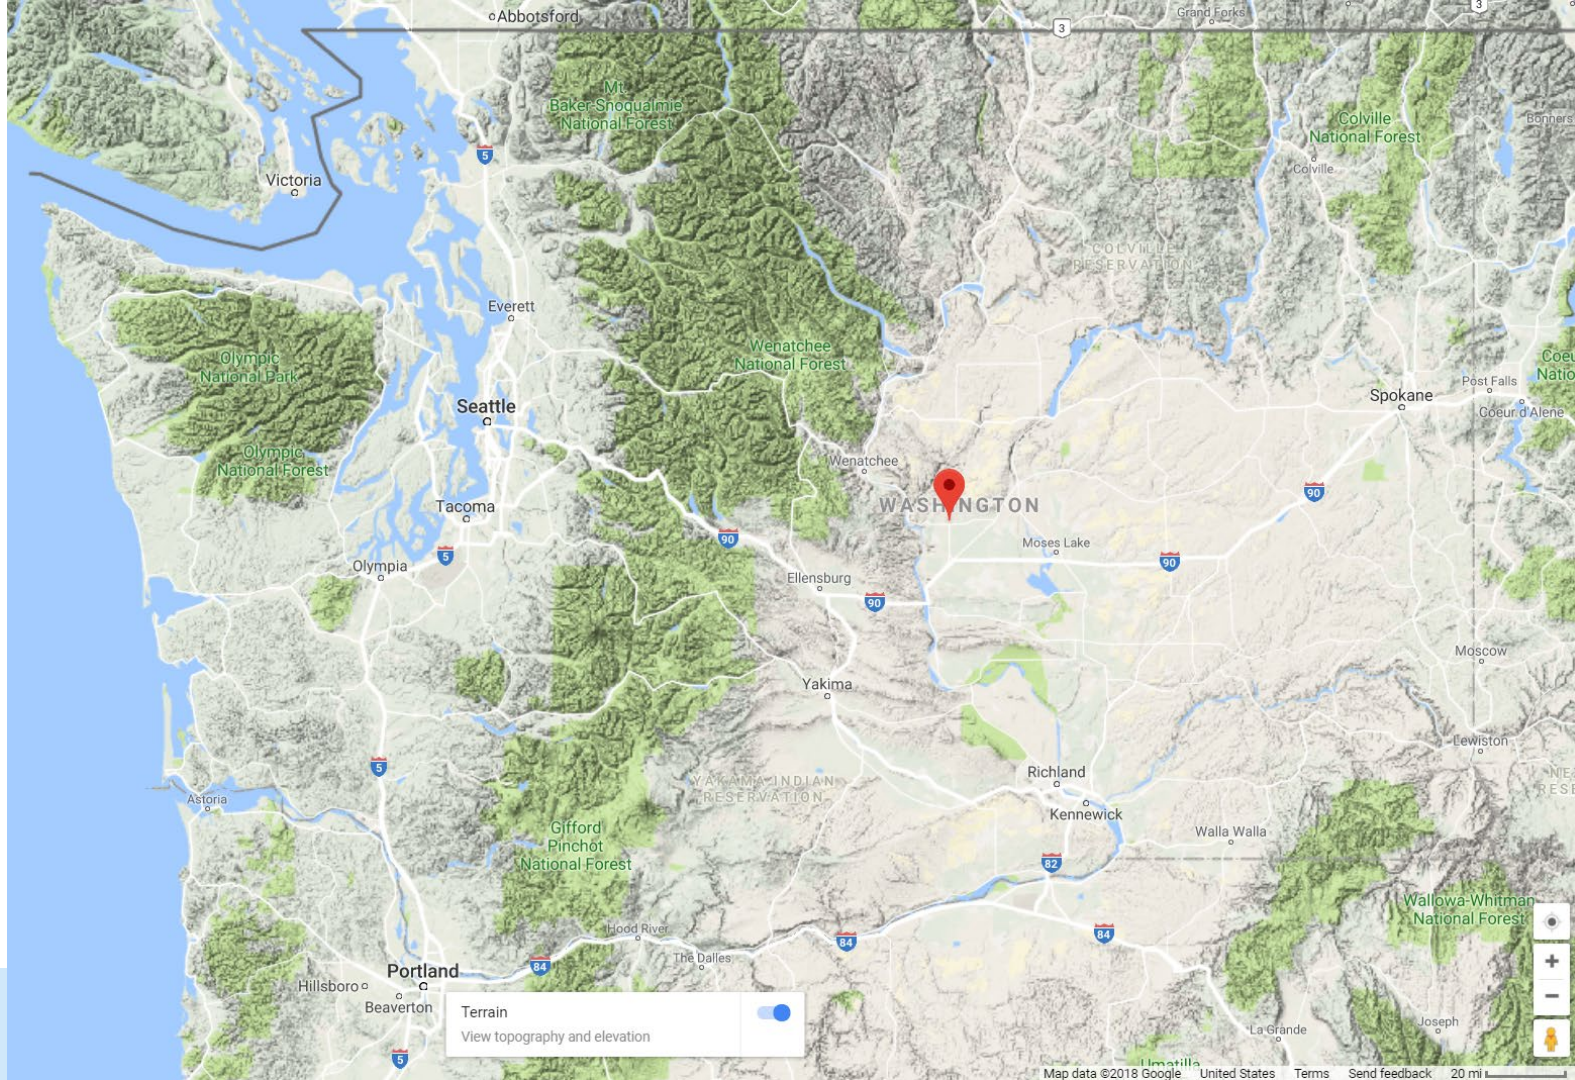 Abbotsford
Grand Forks
3
3
Mt.
Baker-Snoqualmie
National Forest
Colville
National Forest
Bonners
5
Colville
Victoria
COLVILLE
RESERVATION
Everett
Wenatchee
National Forest
Olympic
National Park
Coeu
Natio
Post Falls
Spokane
Seattle
Coeur d'Alene
Olympic
National Forest
Wenatchee
90
Tacoma
WASHINGTON
90
Moses Lake
5
90
Olympia
Ellensburg
90
Moscow
Yakima
Lewiston
5
Richland
NE
RESE
YAKAMA INDIAN
RESERVATION
Astoria
Kennewick
Gifford
Pinchot
National Forest
Walla Walla
82
Wallowa-Whitman
National Forest
Hood River
84
84
The Dalles
84
Portland
Hillsboro
Beaverton
Terrain
View topography and elevation
La Grande
Joseph
5
Umatilla
Map data ©2018 Google United States Terms Send feedback 20 mi